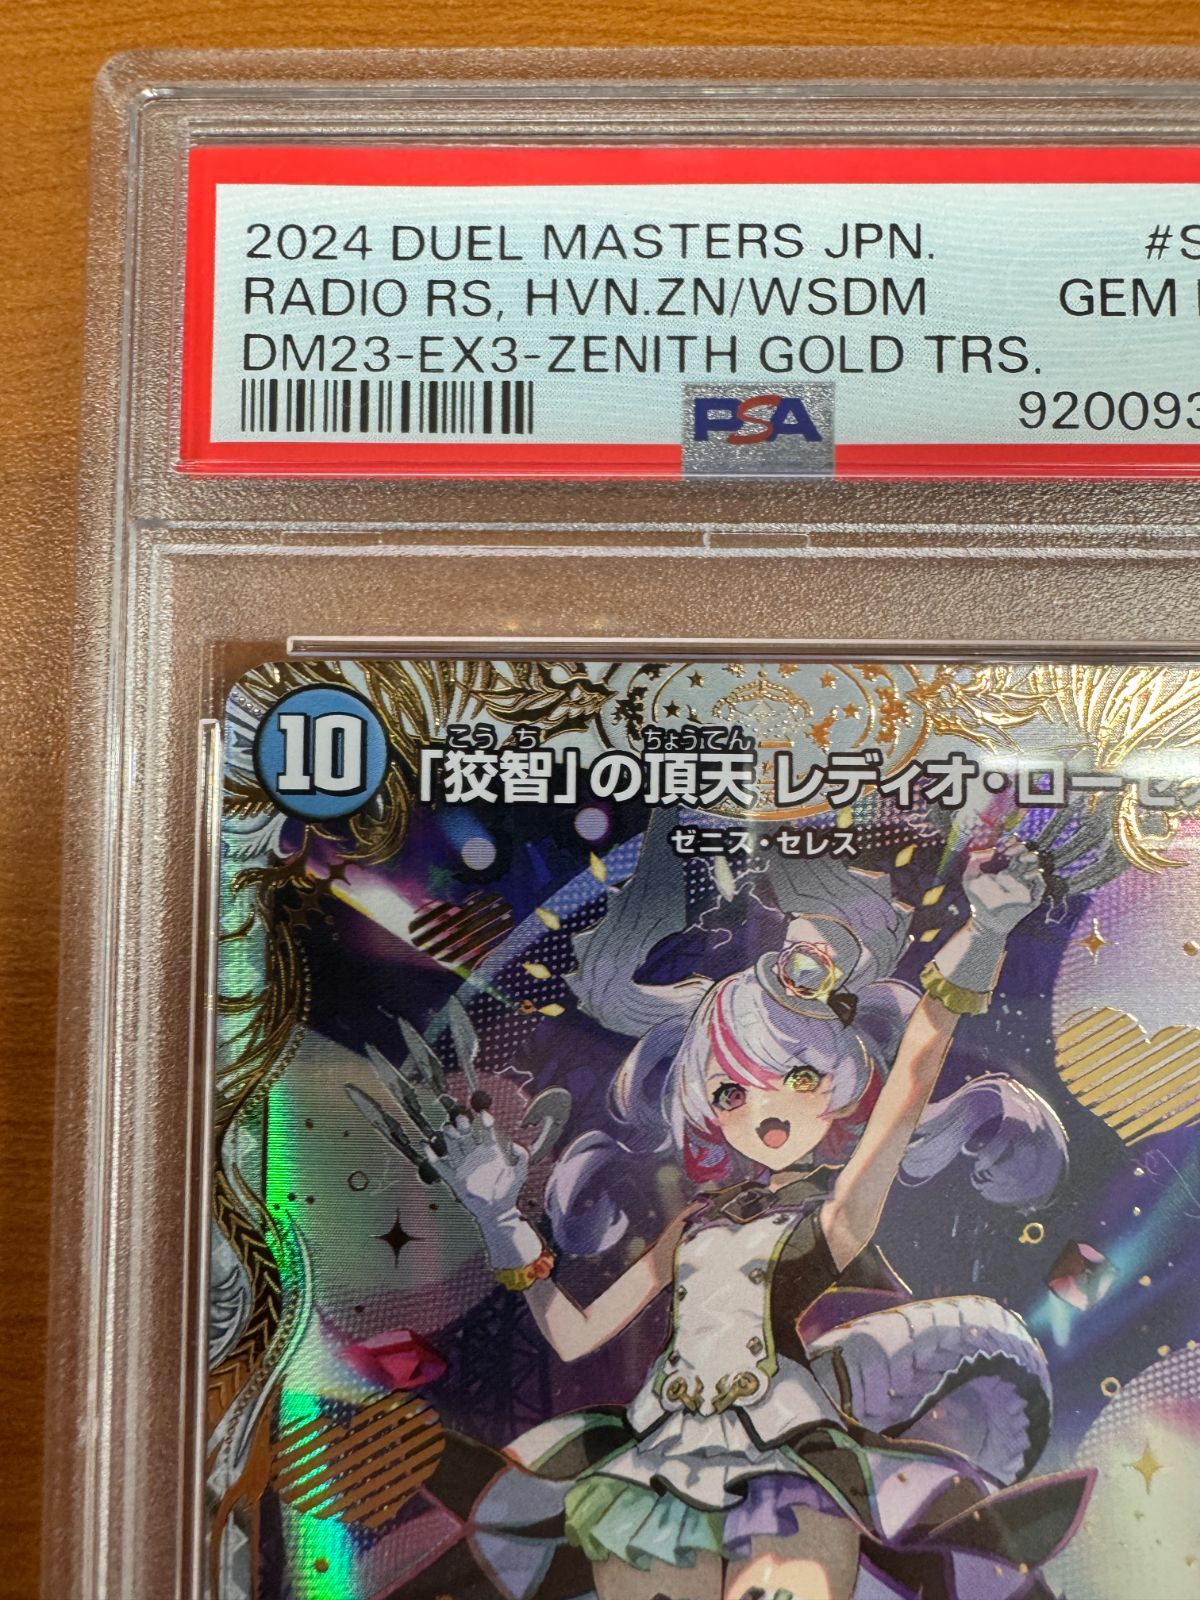 2024 DUEL MASTERS JPN. #S
RADIO RS, HVN.ZN/WSDM GEM
DM23-EX3-ZENITH GOLD TRS.
PSA 920093
10
こうち ちょうてん
「狡智」の頂天 レディオ・ローゼス
ゼニス・セレス